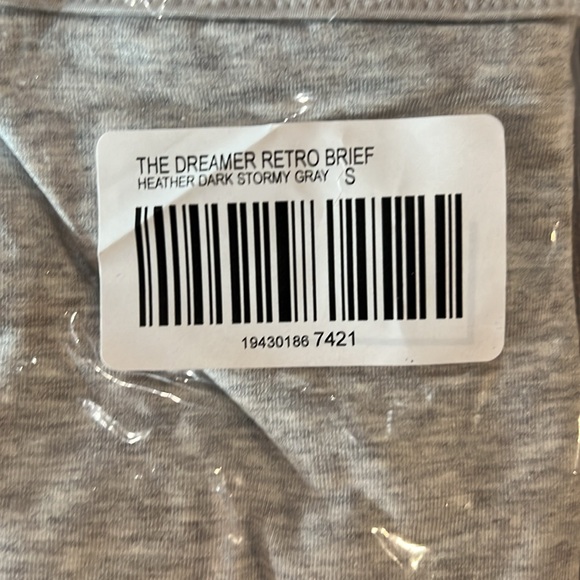 THE DREAMER RETRO BRIEF
HEATHER DARK STORMY GRAY S
19430186 7421